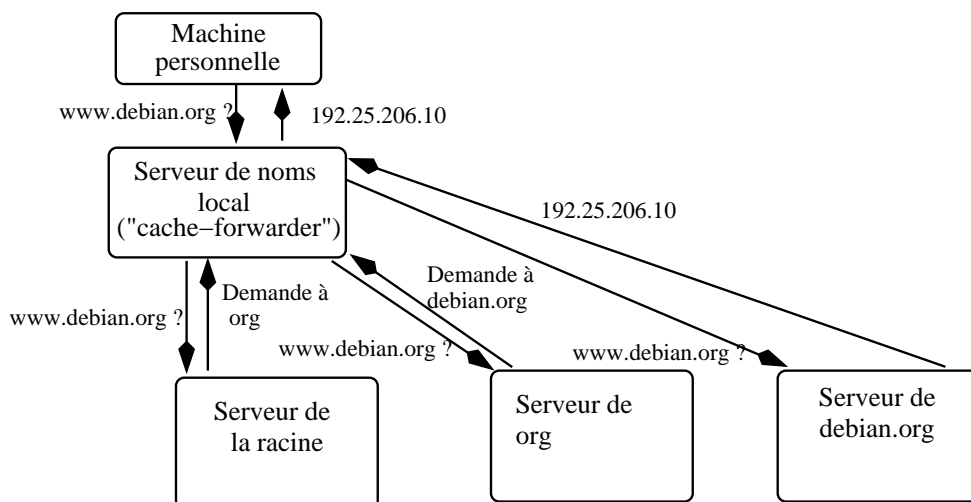 Machine
personnelle
www.debian.org ?
192.25.206.10
Serveur de noms
local
("cache−forwarder")
192.25.206.10
Demande à
org
Demande à
debian.org
www.debian.org ?
www.debian.org ?
www.debian.org ?
Serveur de
la racine
Serveur de
org
Serveur de
debian.org